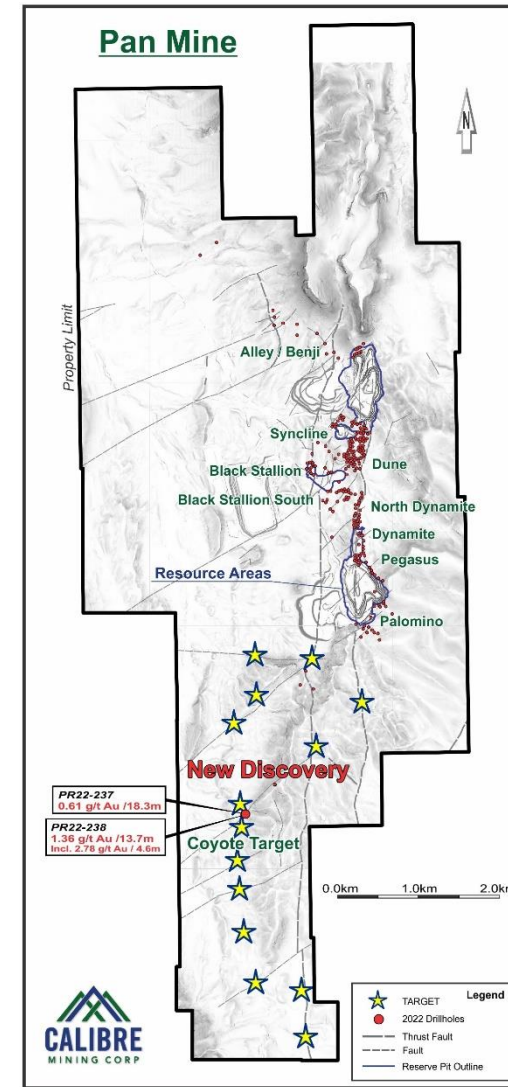 Pan Mine
N
Property Limit
Alley / Benji
Syncline
Dune
Black Stallion
Black Stallion South
North Dynamite
Dynamite
Pegasus
Resource Areas
Palomino
New Discovery
PR22-237
0.61 g/t Au /18.3m
PR22-238
1.36 g/t Au /13.7m
Incl. 2.78 g/t Au / 4.6m
Coyote Target
0.0km 1.0km 2.0km
Legend
TARGET
2022 Drillholes
Thrust Fault
Fault
Reserve Pit Outline
CALIBRE
MINING CORP